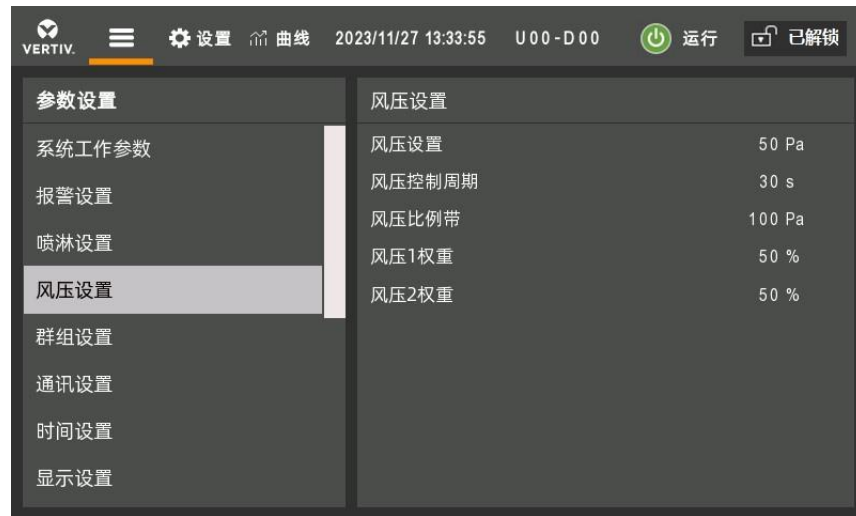 VERTIV. 设置 曲线 2023/11/27 13:33:55 U00-D00 运行 已解锁
参数设置
系统工作参数
报警设置
喷淋设置
风压设置
群组设置
通讯设置
时间设置
显示设置
风压设置
风压设置 50 Pa
风压控制周期 30 s
风压比例带 100 Pa
风压1权重 50 %
风压2权重 50 %